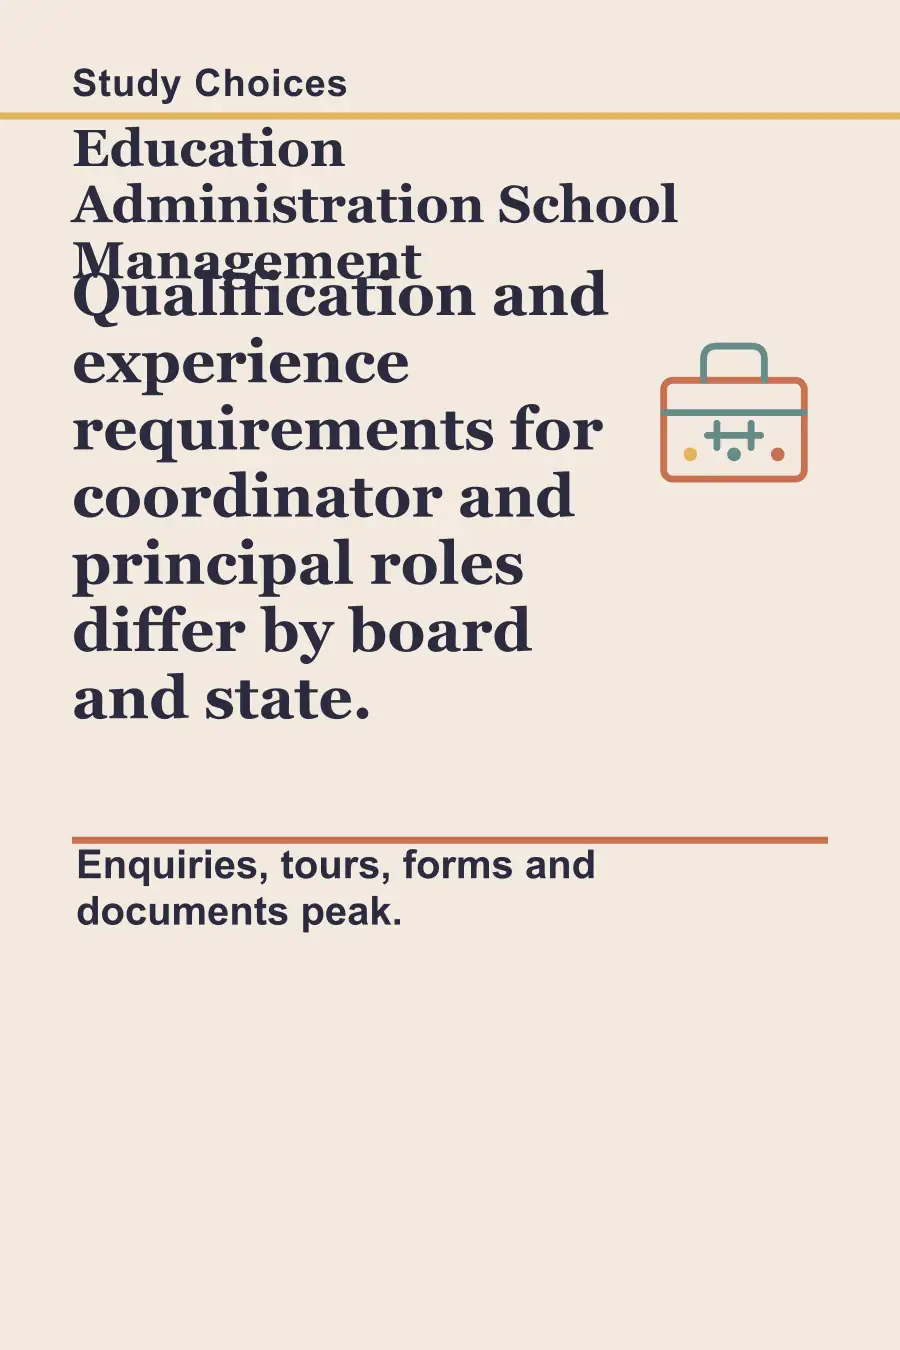 Study Choices
Education
Administration School
Management
Qualification and
experience
requirements for
coordinator and
principal roles
differ by board
and state.
Enquiries, tours, forms and
documents peak.